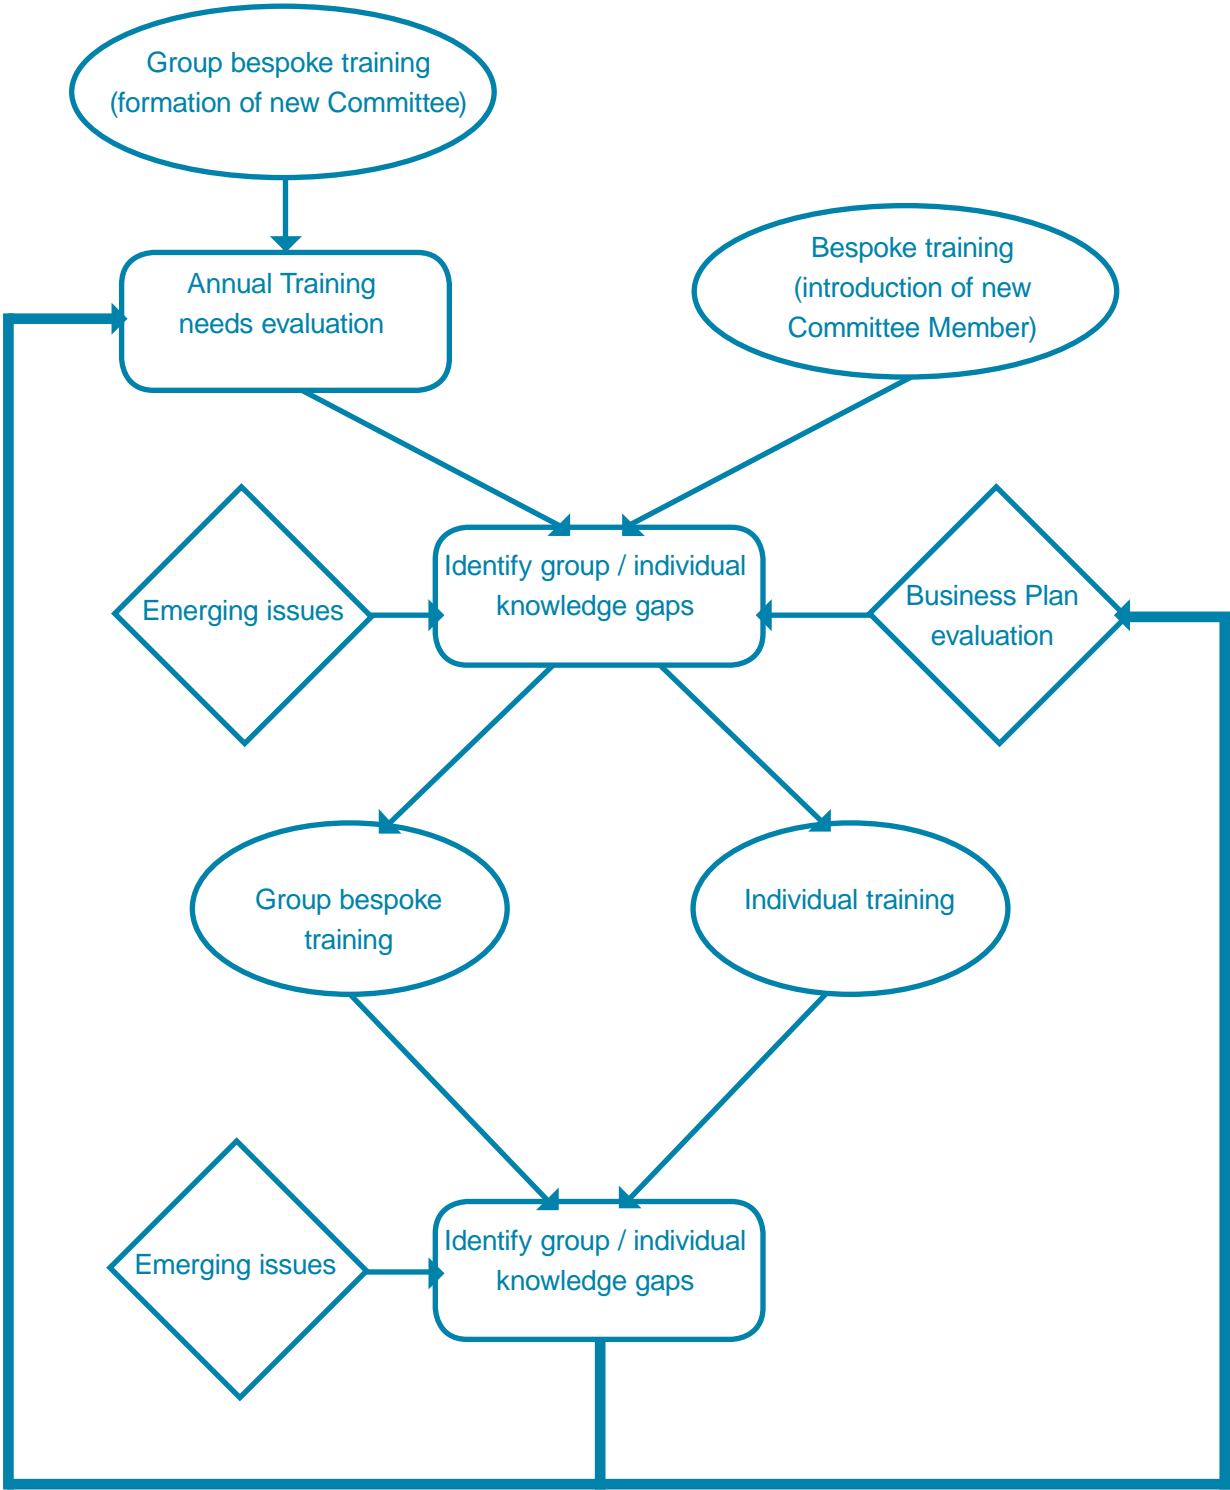 Group bespoke training
(formation of new Committee)
Annual Training
needs evaluation
Bespoke training
(introduction of new
Committee Member)
Emerging issues
Identify group / individual
knowledge gaps
Business Plan
evaluation
Group bespoke
training
Individual training
Emerging issues
Identify group / individual
knowledge gaps